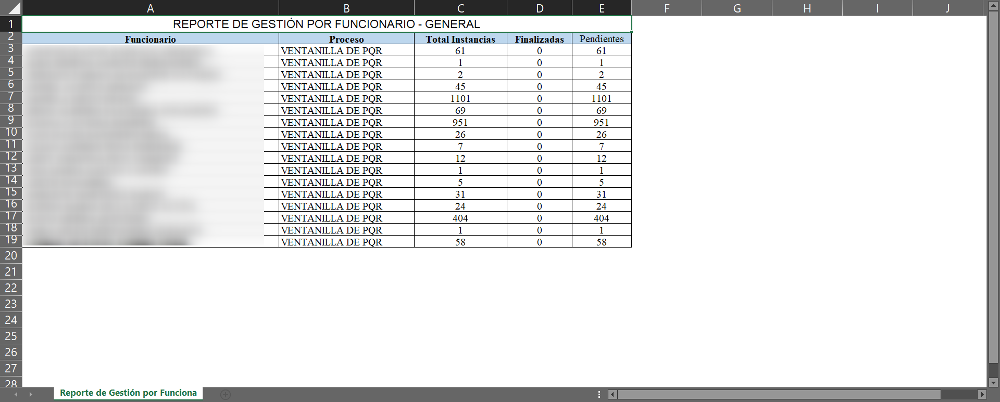 A B C D E F G H I J
1 REPORTE DE GESTIÓN POR FUNCIONARIO - GENERAL
2 Funcionario Proceso Total Instancias Finalizadas Pendientes
3 VENTANILLA DE PQR 61 0 61
4 VENTANILLA DE PQR 1 0 1
5 VENTANILLA DE PQR 2 0 2
6 VENTANILLA DE PQR 45 0 45
7 VENTANILLA DE PQR 1101 0 1101
8 VENTANILLA DE PQR 69 0 69
9 VENTANILLA DE PQR 951 0 951
10 VENTANILLA DE PQR 26 0 26
11 VENTANILLA DE PQR 7 0 7
12 VENTANILLA DE PQR 12 0 12
13 VENTANILLA DE PQR 1 0 1
14 VENTANILLA DE PQR 5 0 5
15 VENTANILLA DE PQR 31 0 31
16 VENTANILLA DE PQR 24 0 24
17 VENTANILLA DE PQR 404 0 404
18 VENTANILLA DE PQR 1 0 1
19 VENTANILLA DE PQR 58 0 58
20
21
22
23
24
25
26
27
28
Reporte de Gestión por Funciona